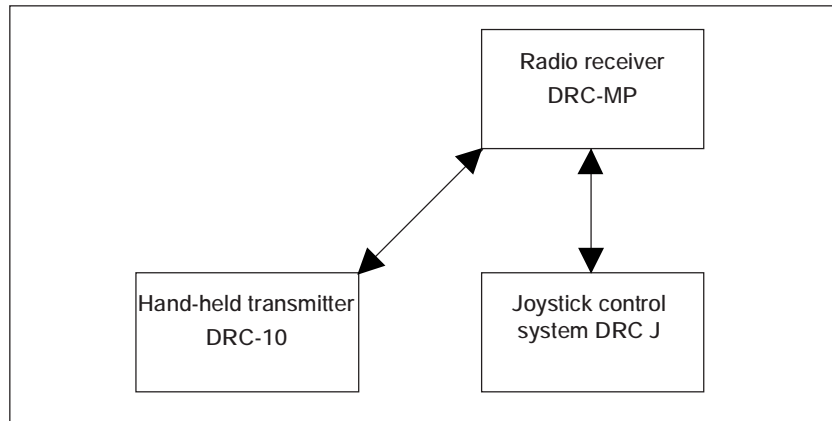 Radio receiver
DRC-MP
Hand-held transmitter
DRC-10
Joystick control
system DRC J